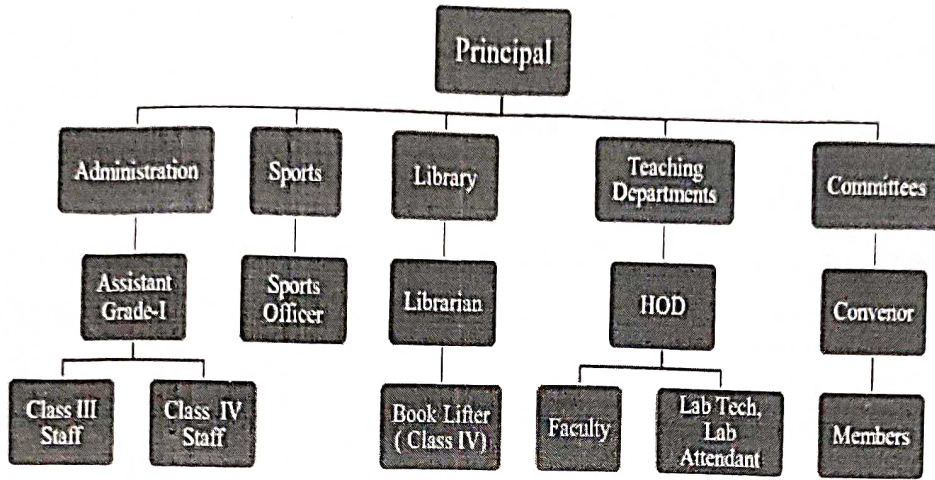 Principal
Administration
Sports
Library
Teaching
Departments
Committees
Assistant
Grade-I
Sports
Officer
Librarian
HOD
Convenor
Class III
Staff
Class IV
Staff
Book Lifter
( Class IV)
Faculty
Lab Tech,
Lab
Attendant
Members